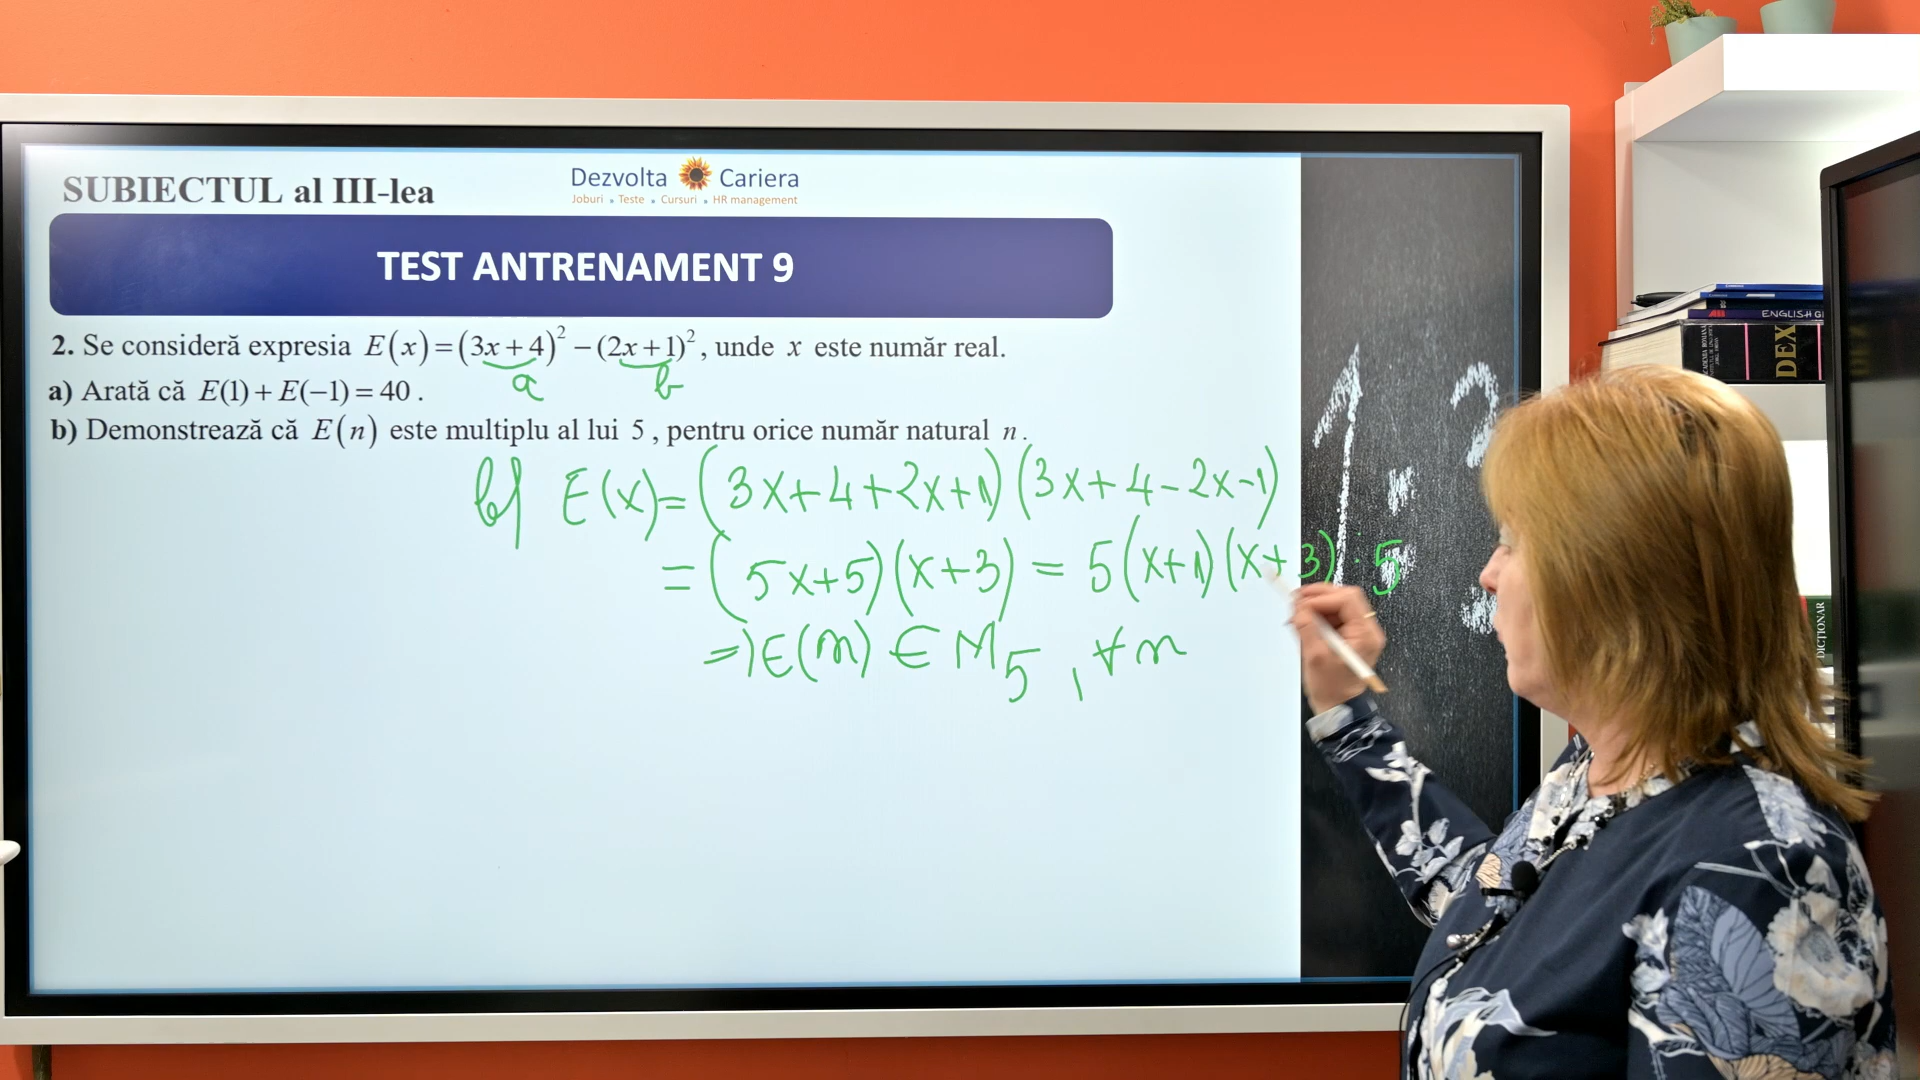 SUBIECTUL al III-lea
Dezvolta Cariera
Joburi • Teste • Cursuri • HR management
TEST ANTRENAMENT 9
2. Se consideră expresia E(x)=(3x+4)²−(2x+1)², unde x este număr real.
a b
a) Arată că E(1)+E(−1)=40.
b) Demonstrează că E(n) este multiplu al lui 5, pentru orice număr natural n.
b) E(x)=(3x+4+2x+1)(3x+4-2x-1)
=(5x+5)(x+3)=5(x+1)(x+3)⋮5
⇒E(n)∈M₅, ∀n
ENGLISH
DEX
DICȚIONAR